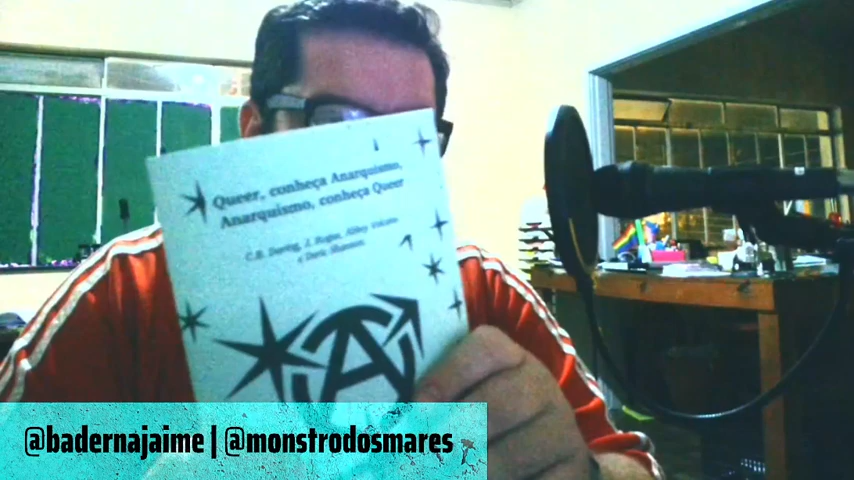 Queer, conheça Anarquismo,
Anarquismo, conheça Queer
C.B. Daring, J. Rogue, Abbey Volcano
e Deric Shannon
@badernajaime | @monstrodosmares